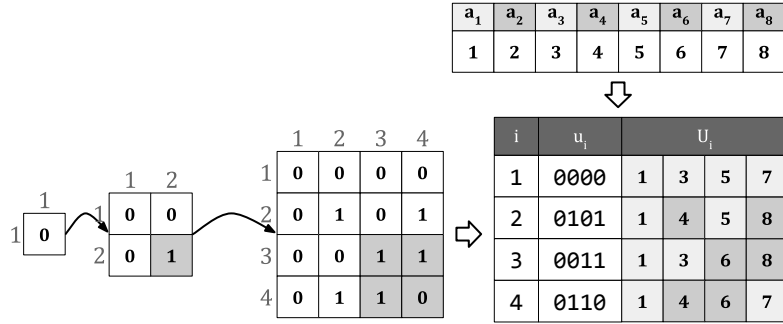 a1 a2 a3 a4 a5 a6 a7 a8
1 2 3 4 5 6 7 8
1
1 0
1 2
1 0 0
2 0 1
1 2 3 4
1 0 0 0 0
2 0 1 0 1
3 0 0 1 1
4 0 1 1 0
i ui Ui
1 0000 1 3 5 7
2 0101 1 4 5 8
3 0011 1 3 6 8
4 0110 1 4 6 7